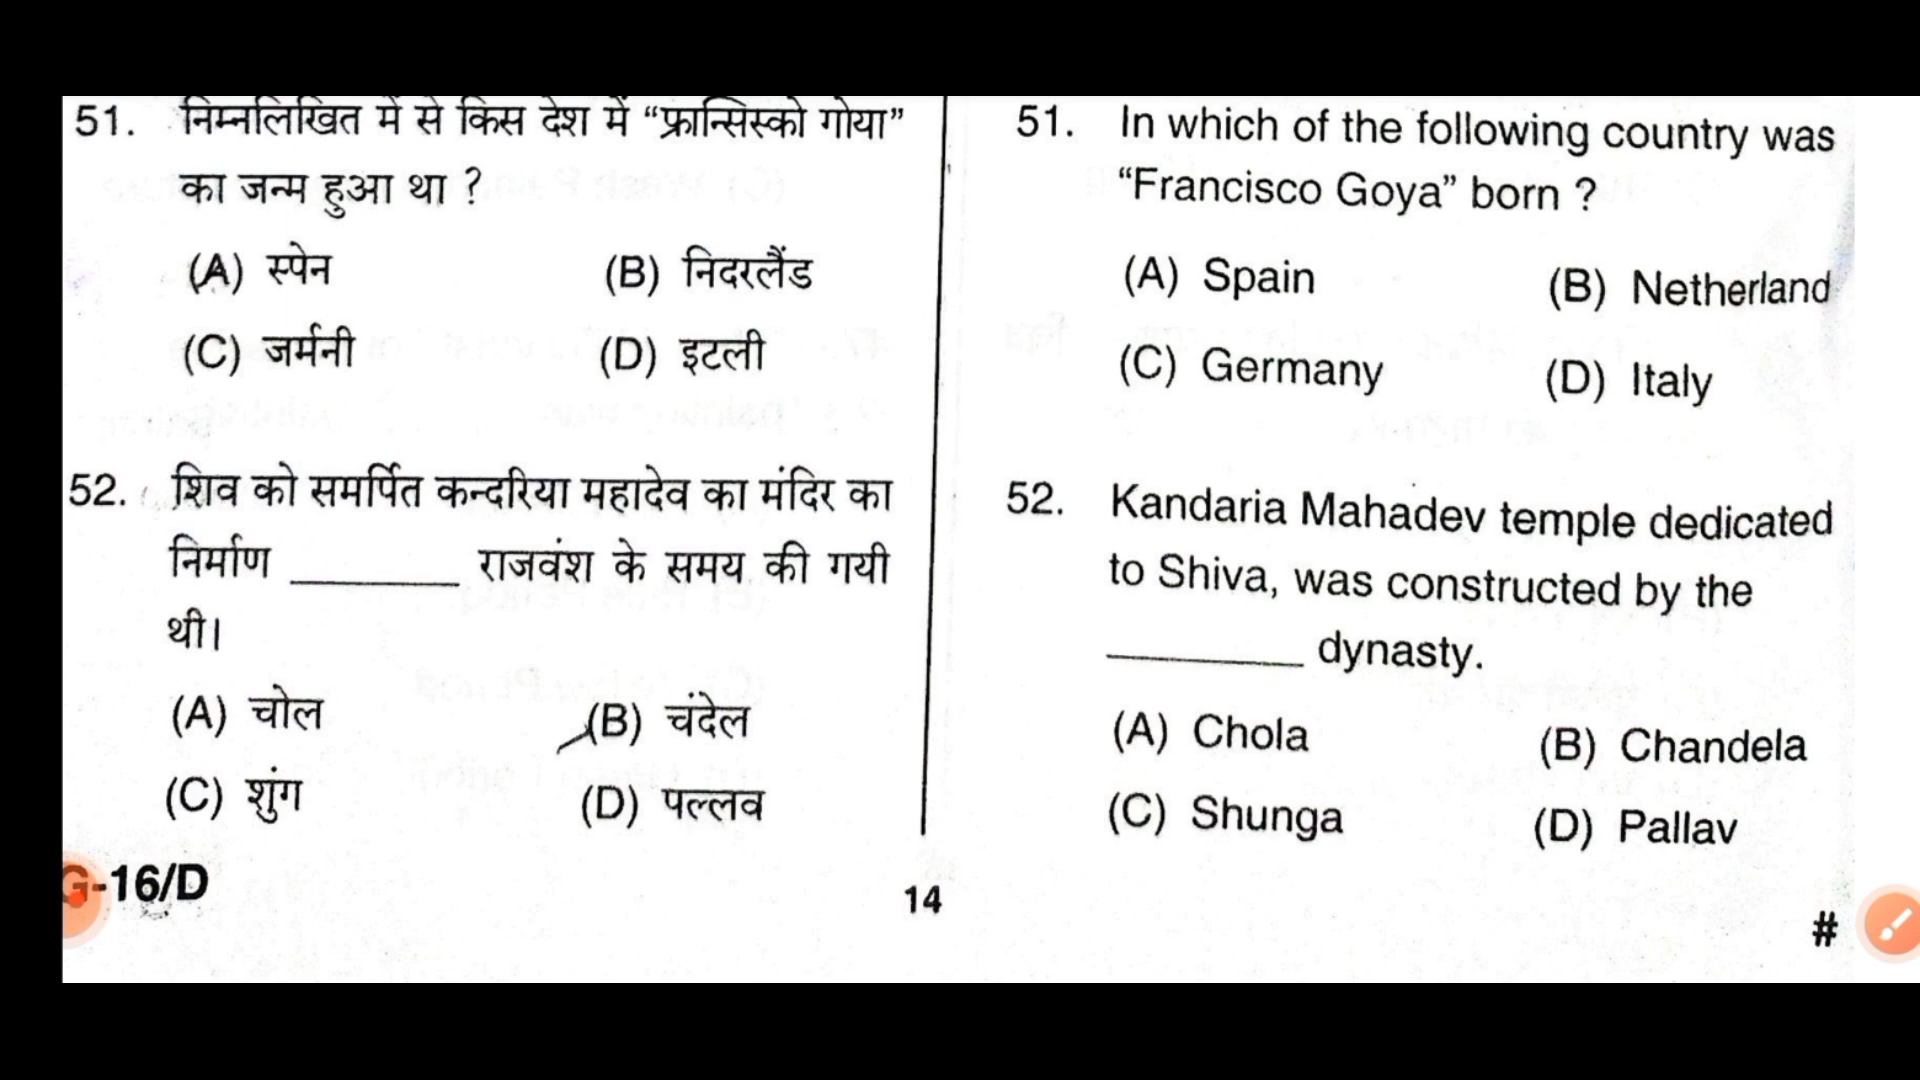 51. निम्नलिखित में से किस देश में “फ्रान्सिस्को गोया”
का जन्म हुआ था ?
(A) स्पेन (B) निदरलैंड
(C) जर्मनी (D) इटली
52. शिव को समर्पित कन्दरिया महादेव का मंदिर का
निर्माण ________ राजवंश के समय की गयी
थी।
(A) चोल (B) चंदेल
(C) शुंग (D) पल्लव
51. In which of the following country was
“Francisco Goya” born ?
(A) Spain (B) Netherland
(C) Germany (D) Italy
52. Kandaria Mahadev temple dedicated
to Shiva, was constructed by the
________ dynasty.
(A) Chola (B) Chandela
(C) Shunga (D) Pallav
G-16/D
14
#